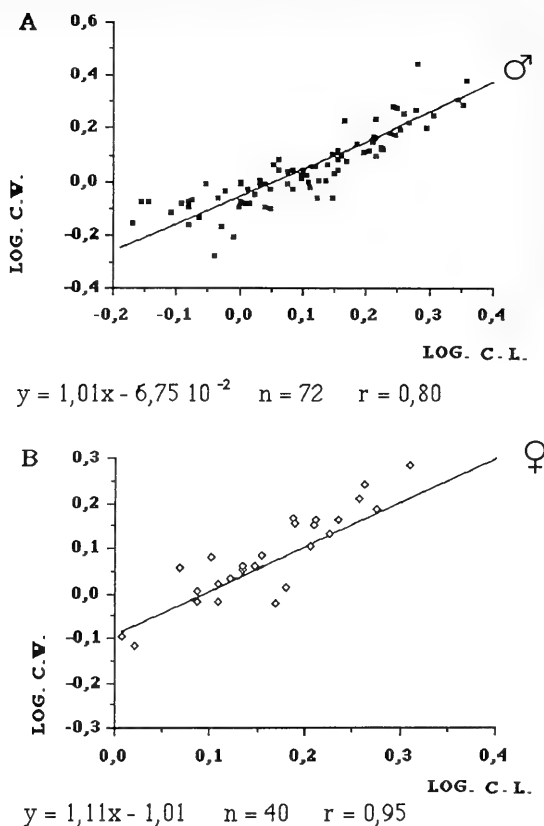 A
♂
0,6
0,4
0,2
0,0
-0,2
-0,4
LOG. C.W.
-0,2 -0,1 0,0 0,1 0,2 0,3 0,4
LOG. C.L.
y = 1,01x - 6,75 10⁻² n = 72 r = 0,80
B
♀
0,3
0,2
0,1
0,0
-0,1
-0,2
-0,3
LOG. C.W.
0,0 0,1 0,2 0,3 0,4
LOG. C.L.
y = 1,11x - 1,01 n = 40 r = 0,95